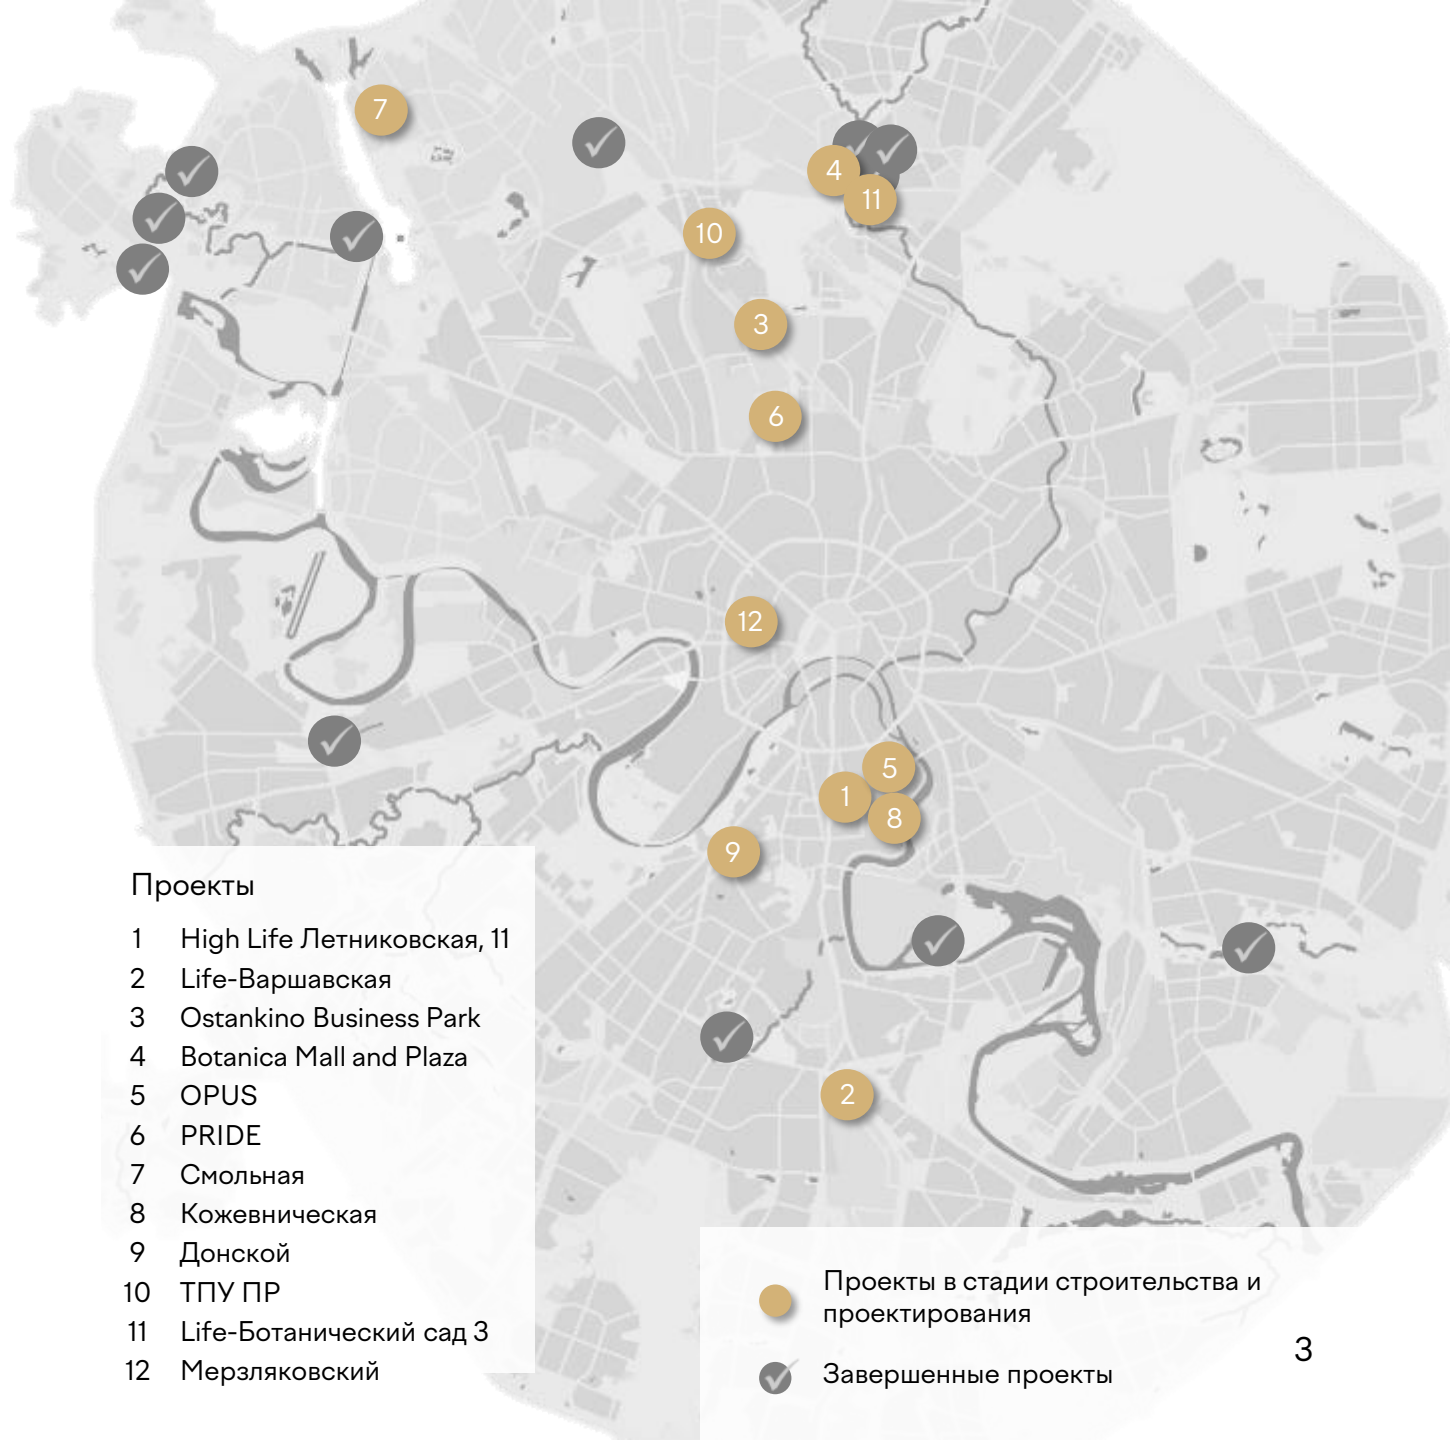 7
4
11
10
3
6
12
5
1
8
9
2
Проекты
1 High Life Летниковская, 11
2 Life-Варшавская
3 Ostankino Business Park
4 Botanica Mall and Plaza
5 OPUS
6 PRIDE
7 Смольная
8 Кожевническая
9 Донской
10 ТПУ ПР
11 Life-Ботанический сад 3
12 Мерзляковский
Проекты в стадии строительства и
проектирования
Завершенные проекты
3